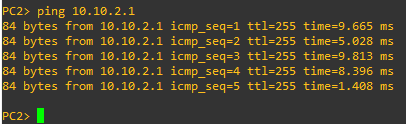 PC2> ping 10.10.2.1
84 bytes from 10.10.2.1 icmp_seq=1 ttl=255 time=9.665 ms
84 bytes from 10.10.2.1 icmp_seq=2 ttl=255 time=5.028 ms
84 bytes from 10.10.2.1 icmp_seq=3 ttl=255 time=9.813 ms
84 bytes from 10.10.2.1 icmp_seq=4 ttl=255 time=8.396 ms
84 bytes from 10.10.2.1 icmp_seq=5 ttl=255 time=1.408 ms
PC2>